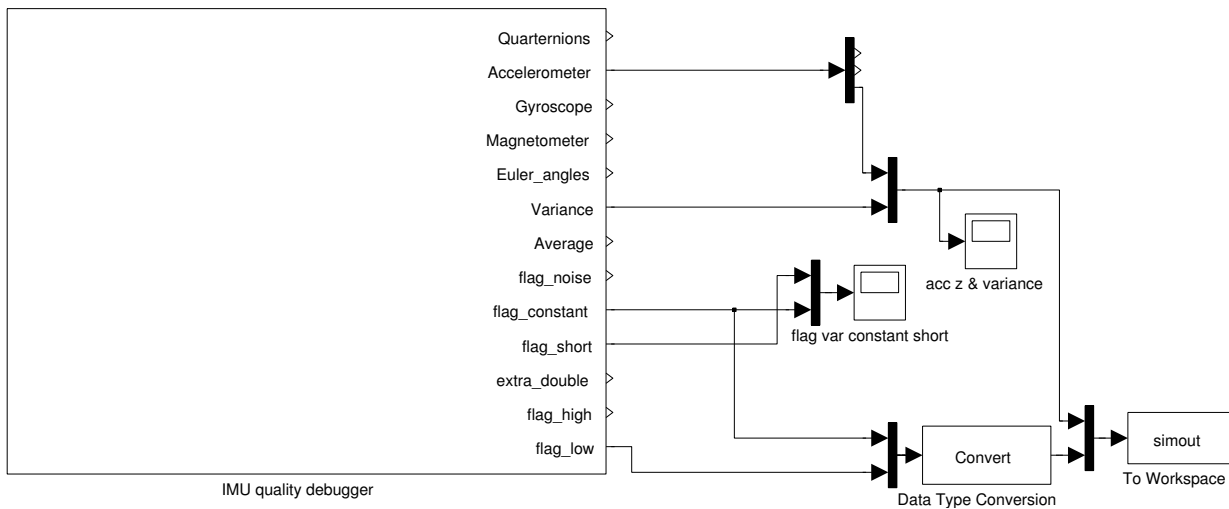 Quarternions
Accelerometer
Gyroscope
Magnetometer
Euler_angles
Variance
Average
flag_noise
flag_constant
flag_short
extra_double
flag_high
flag_low
IMU quality debugger
acc z & variance
flag var constant short
Convert
Data Type Conversion
simout
To Workspace